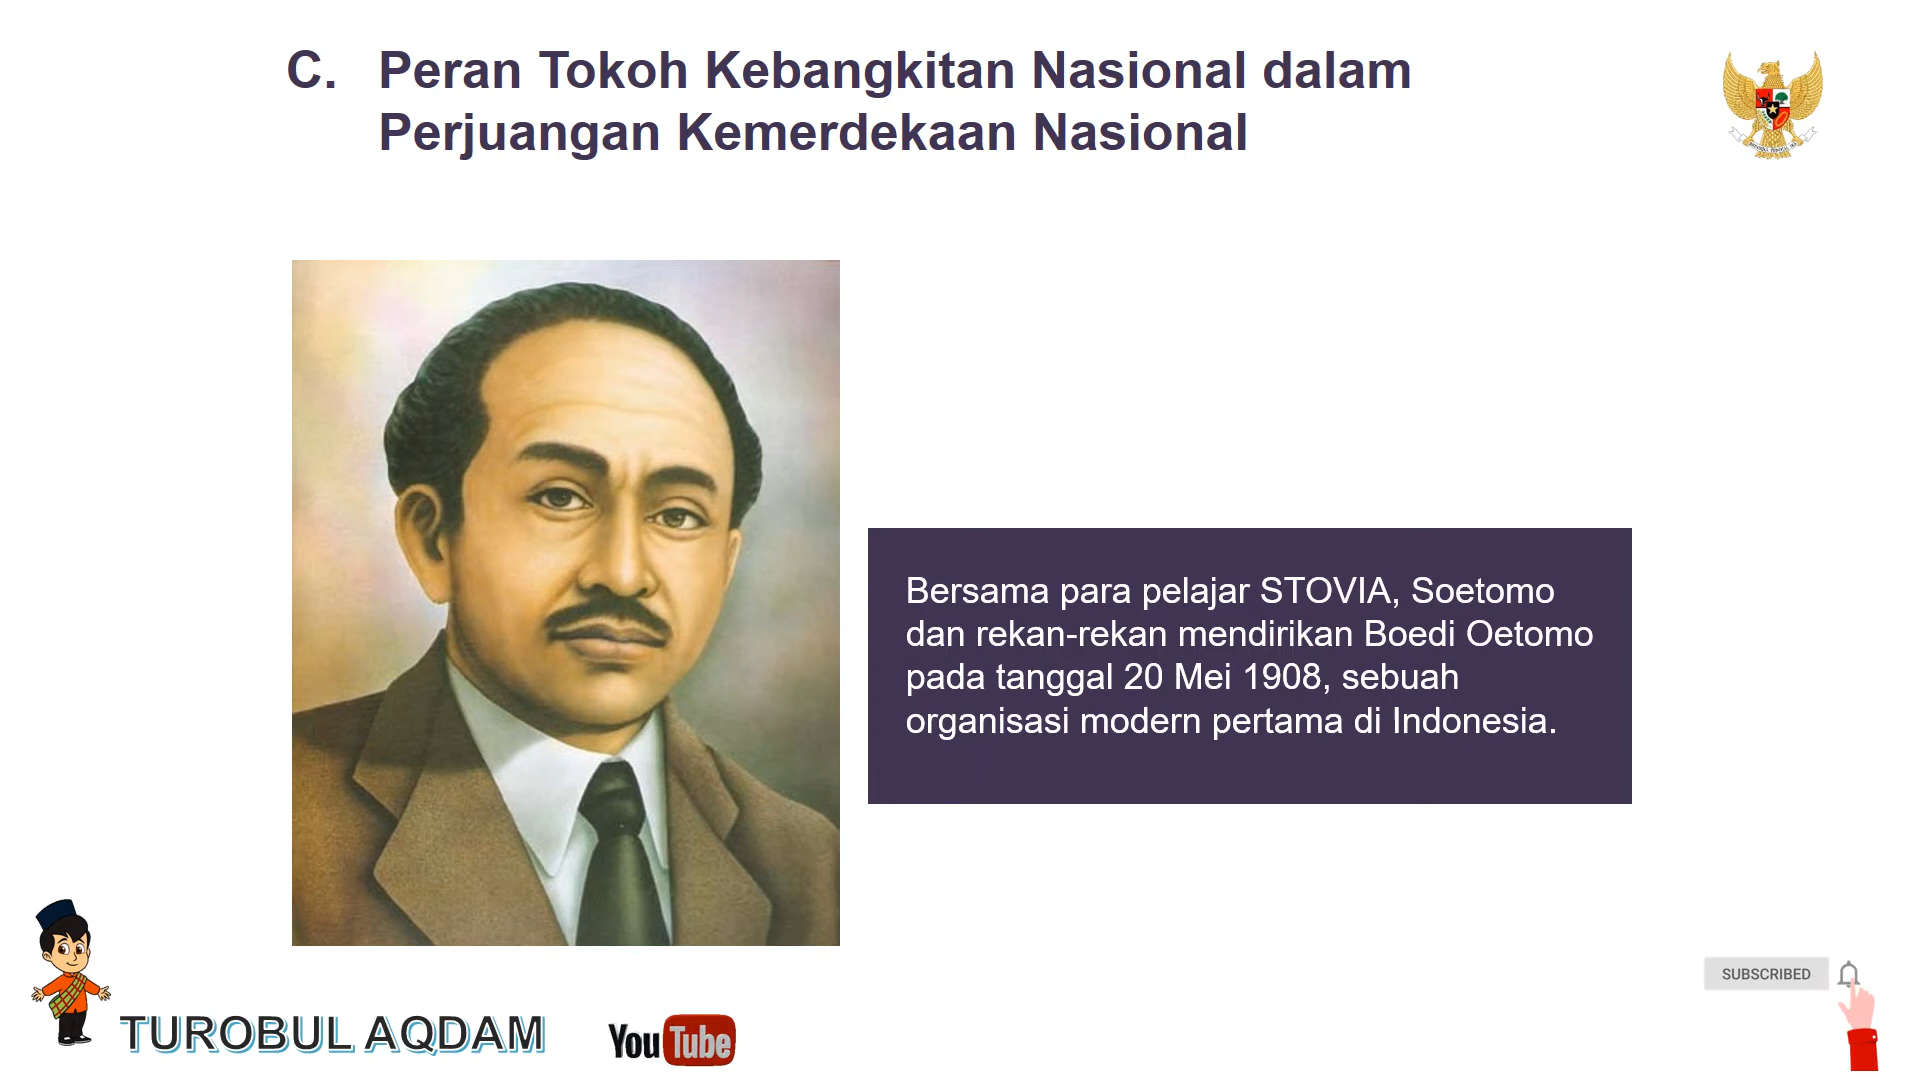 C. Peran Tokoh Kebangkitan Nasional dalam
Perjuangan Kemerdekaan Nasional
Bersama para pelajar STOVIA, Soetomo
dan rekan-rekan mendirikan Boedi Oetomo
pada tanggal 20 Mei 1908, sebuah
organisasi modern pertama di Indonesia.
SUBSCRIBED
TUROBUL AQDAM
YouTube